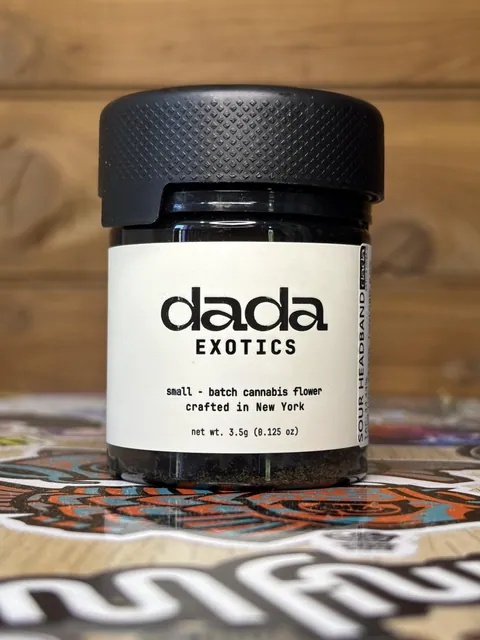 dada
EXOTICS
small - batch cannabis flower
crafted in New York
net wt. 3.5g (0.125 oz)
SOUR HEADBAND dada